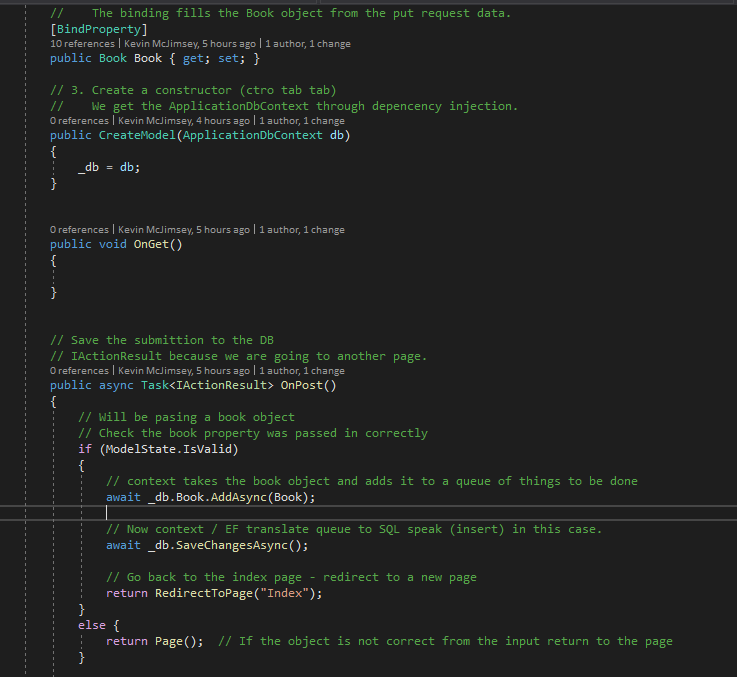 //    The binding fills the Book object from the put request data.
[BindProperty]
10 references | Kevin McJimsey, 5 hours ago | 1 author, 1 change
public Book Book { get; set; }
// 3. Create a constructor (ctro tab tab)
//    We get the ApplicationDbContext through depencency injection.
0 references | Kevin McJimsey, 4 hours ago | 1 author, 1 change
public CreateModel(ApplicationDbContext db)
{
_db = db;
}
0 references | Kevin McJimsey, 5 hours ago | 1 author, 1 change
public void OnGet()
{
}
// Save the submittion to the DB
// IActionResult because we are going to another page.
0 references | Kevin McJimsey, 5 hours ago | 1 author, 1 change
public async Task<IActionResult> OnPost()
{
// Will be pasing a book object
// Check the book property was passed in correctly
if (ModelState.IsValid)
{
// context takes the book object and adds it to a queue of things to be done
await _db.Book.AddAsync(Book);
// Now context / EF translate queue to SQL speak (insert) in this case.
await _db.SaveChangesAsync();
// Go back to the index page - redirect to a new page
return RedirectToPage("Index");
}
else {
return Page();  // If the object is not correct from the input return to the page
}